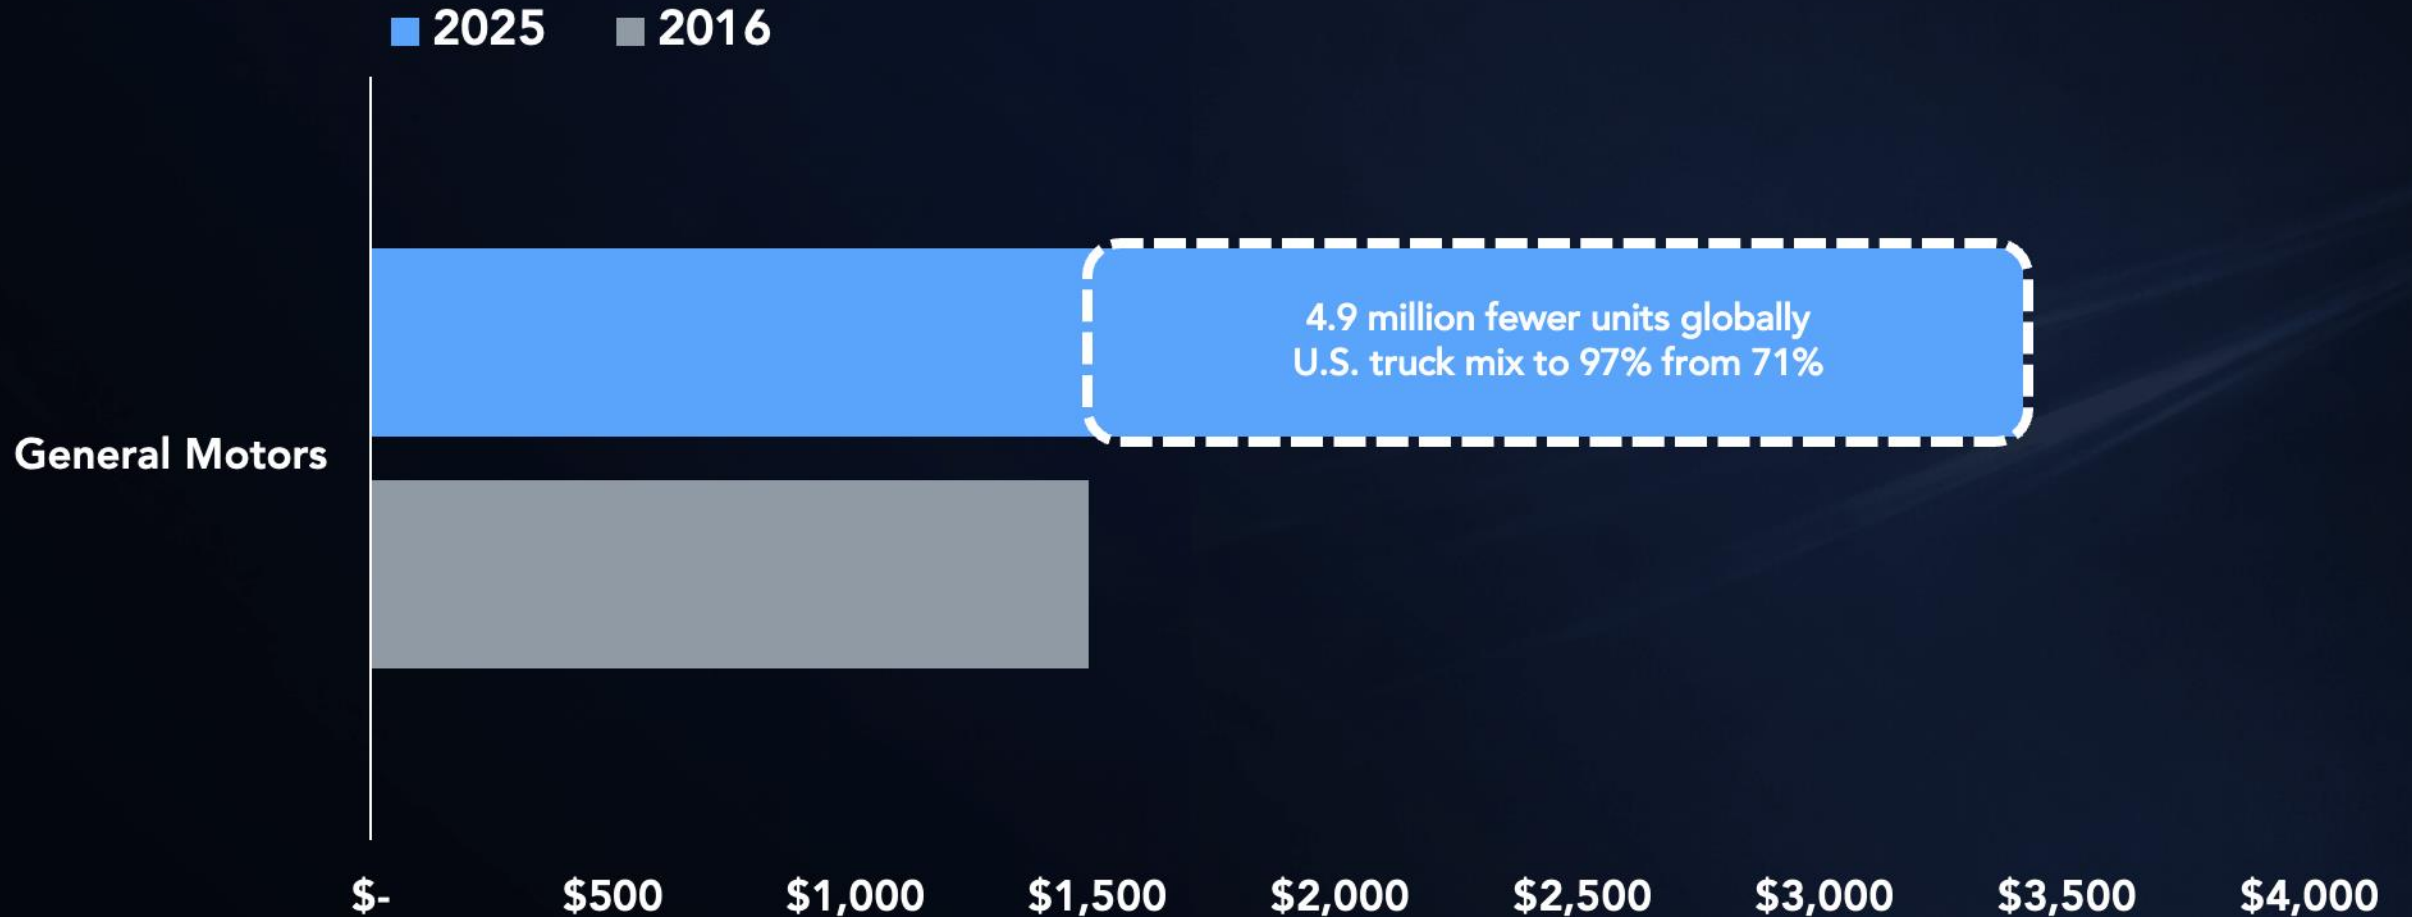 2025 2016
4.9 million fewer units globally
U.S. truck mix to 97% from 71%
General Motors
$- $500 $1,000 $1,500 $2,000 $2,500 $3,000 $3,500 $4,000